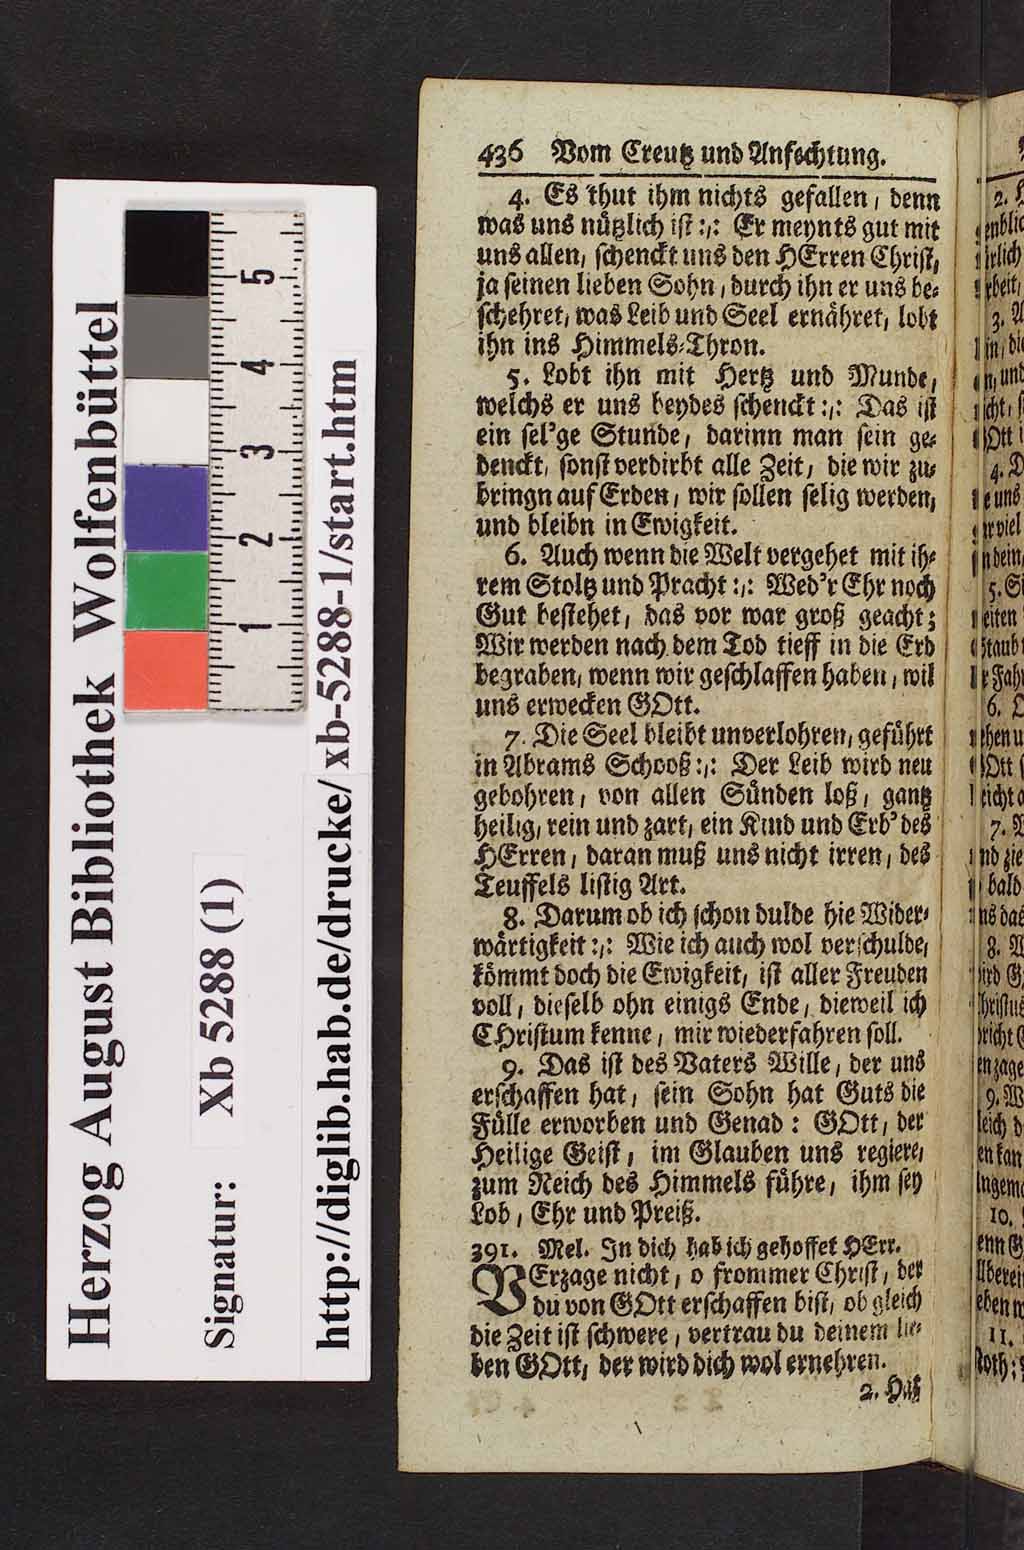 Herzog August Bibliothek Wolfenbüttel
Signatur: Xb 5288 (1)
http://diglib.hab.de/drucke/xb-5288-1/start.htm
5
4
3
2
1
436 Vom Creutz und Anfechtung.
4. Es thut ihm nichts gefallen, denn
was uns nützlich ist:,: Er meynts gut mit
uns allen, schenckt uns den HErren Christ,
ja seinen lieben Sohn, durch ihn er uns be-
schehret, was Leib und Seel ernähret, lobt
ihn ins Himmels-Thron.
5. Lobt ihn mit Hertz und Munde,
welchs er uns beydes schenckt:,: Das ist
ein sel'ge Stunde, darinn man sein ge-
denckt, sonst verdirbt alle Zeit, die wir zu-
bringn auf Erden, wir sollen selig werden,
und bleibn in Ewigkeit.
6. Auch wenn die Welt vergehet mit ih-
rem Stoltz und Pracht:,: Wed'r Ehr noch
Gut bestehet, das vor war groß geacht;
Wir werden nach dem Tod tieff in die Erd
begraben, wenn wir geschlaffen haben, wil
uns erwecken GOtt.
7. Die Seel bleibt unverlohren, geführt
in Abrams Schooß:,: Der Leib wird neu
gebohren, von allen Sünden loß, gantz
heilig, rein und zart, ein Kind und Erb' des
HErren, daran muß uns nicht irren, des
Teuffels listig Art.
8. Darum ob ich schon dulde hie Wider-
wärtigkeit:,: Wie ich auch wol verschulde,
kömmt doch die Ewigkeit, ist aller Freuden
voll, dieselb ohn einigs Ende, dieweil ich
CHristum kenne, mir wiederfahren soll.
9. Das ist des Vaters Wille, der uns
erschaffen hat, sein Sohn hat Guts die
Fülle erworben und Genad: GOtt, der
Heilige Geist, im Glauben uns regiere,
zum Reich des Himmels führe, ihm sey
Lob, Ehr und Preiß.
391. Mel. In dich hab ich gehoffet HErr.
VErzage nicht, o frommer Christ, der
du von GOtt erschaffen bist, ob gleich
die Zeit ist schwere, vertrau du deinem lie-
ben GOtt, der wird dich wol ernehren.
2. Haß